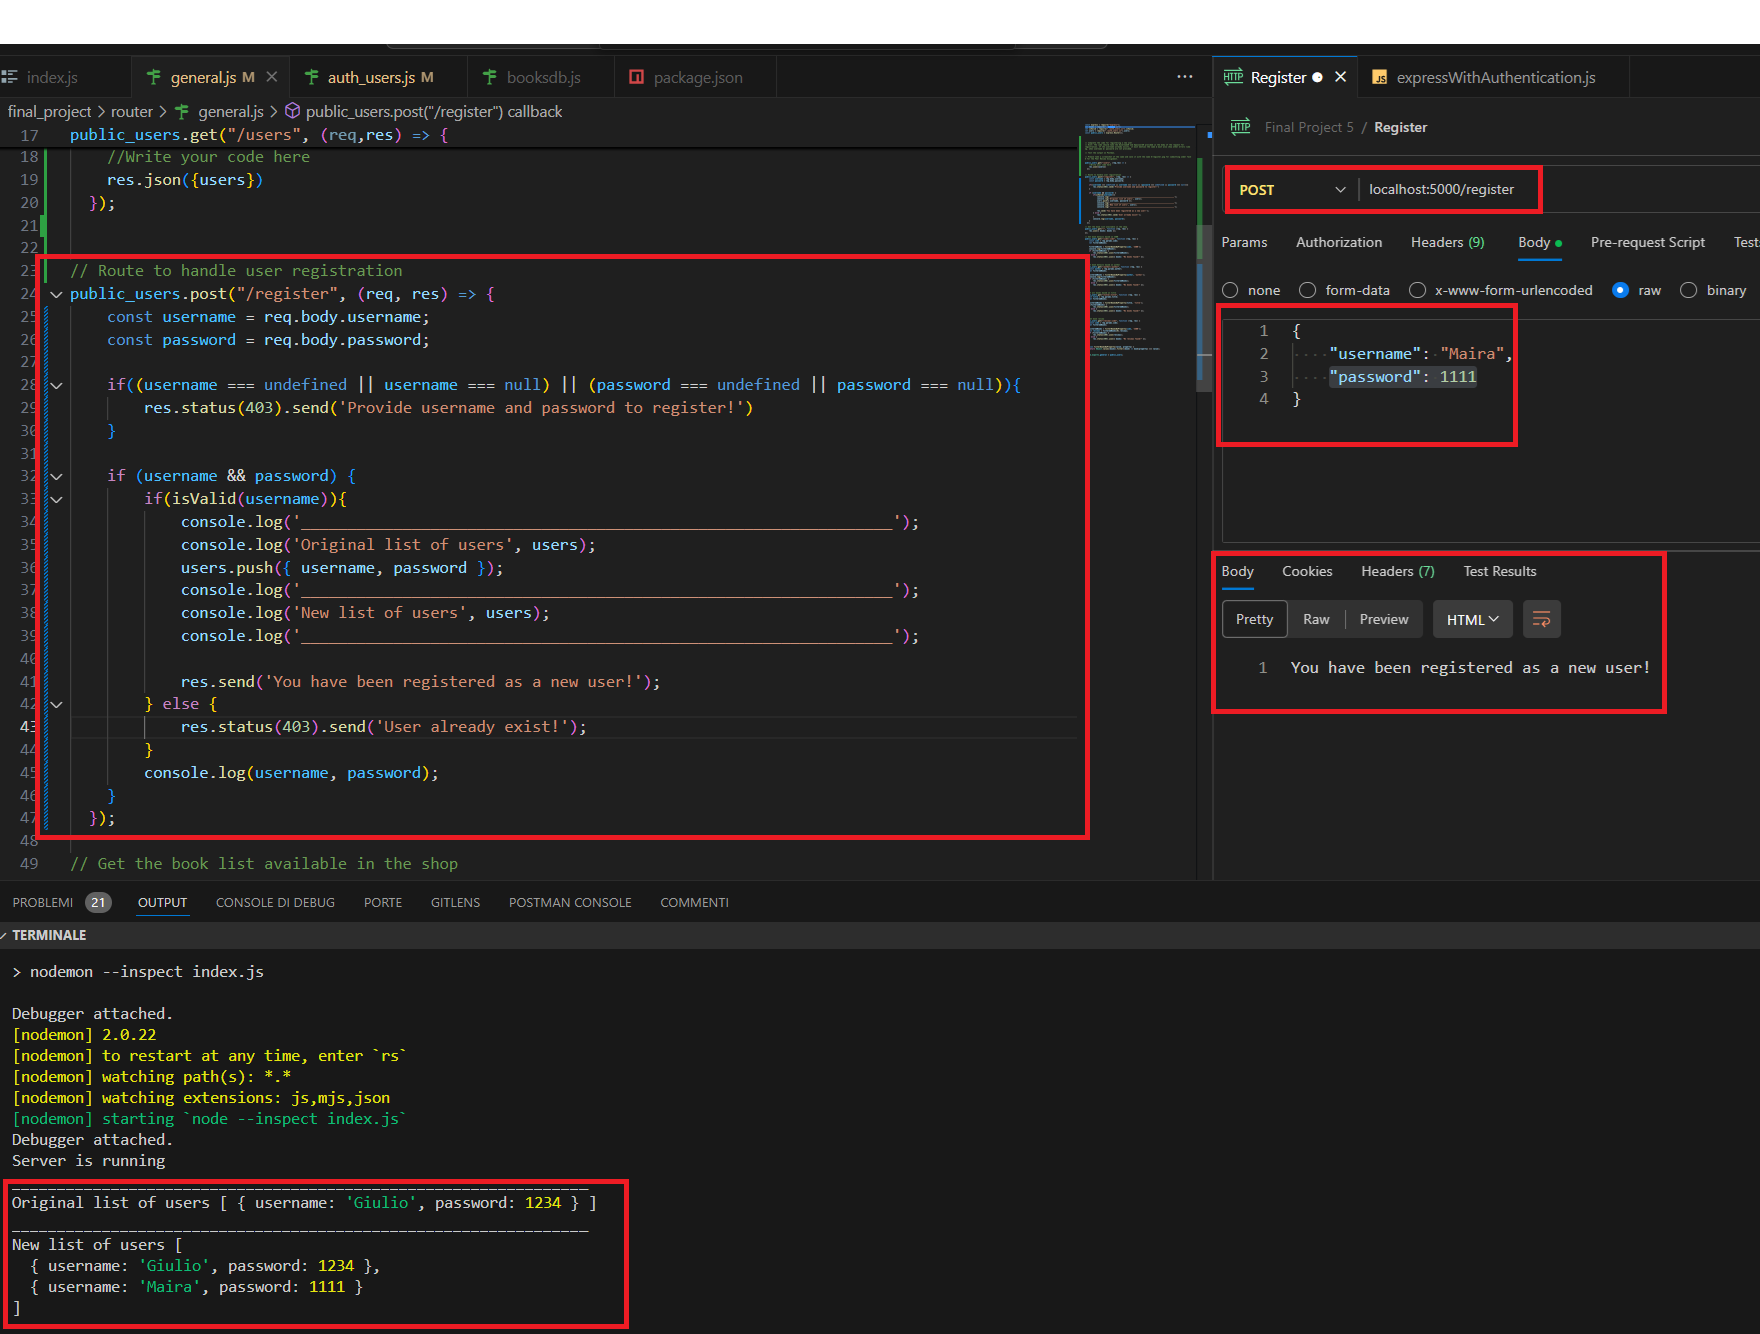 index.js
general.js M
auth_users.js M
booksdb.js
package.json
Register
expressWithAuthentication.js
final_project > router > general.js > public_users.post("/register") callback
17 public_users.get("/users", (req,res) => {
18 //Write your code here
19 res.json({users})
20 });
21
22
23 // Route to handle user registration
24 public_users.post("/register", (req, res) => {
25 const username = req.body.username;
26 const password = req.body.password;
27
28 if((username === undefined || username === null) || (password === undefined || password === null)){
29 res.status(403).send('Provide username and password to register!')
30 }
31
32 if (username && password) {
33 if(isValid(username)){
34 console.log('________________________________________________________________');
35 console.log('Original list of users', users);
36 users.push({ username, password });
37 console.log('________________________________________________________________');
38 console.log('New list of users', users);
39 console.log('________________________________________________________________');
40
41 res.send('You have been registered as a new user!');
42 } else {
43 res.status(403).send('User already exist!');
44 }
45 console.log(username, password);
46 }
47 });
48
49 // Get the book list available in the shop
HTTP Final Project 5 / Register
POST localhost:5000/register
Params Authorization Headers (9) Body Pre-request Script Test
none form-data x-www-form-urlencoded raw binary
1 {
2 "username": "Maira",
3 "password": 1111
4 }
Body Cookies Headers (7) Test Results
Pretty Raw Preview HTML
1 You have been registered as a new user!
PROBLEMI 21 OUTPUT CONSOLE DI DEBUG PORTE GITLENS POSTMAN CONSOLE COMMENTI
TERMINALE
> nodemon --inspect index.js
Debugger attached.
[nodemon] 2.0.22
[nodemon] to restart at any time, enter `rs`
[nodemon] watching path(s): *.*
[nodemon] watching extensions: js,mjs,json
[nodemon] starting `node --inspect index.js`
Debugger attached.
Server is running
________________________________________________________________
Original list of users [ { username: 'Giulio', password: 1234 } ]
________________________________________________________________
New list of users [
{ username: 'Giulio', password: 1234 },
{ username: 'Maira', password: 1111 }
]